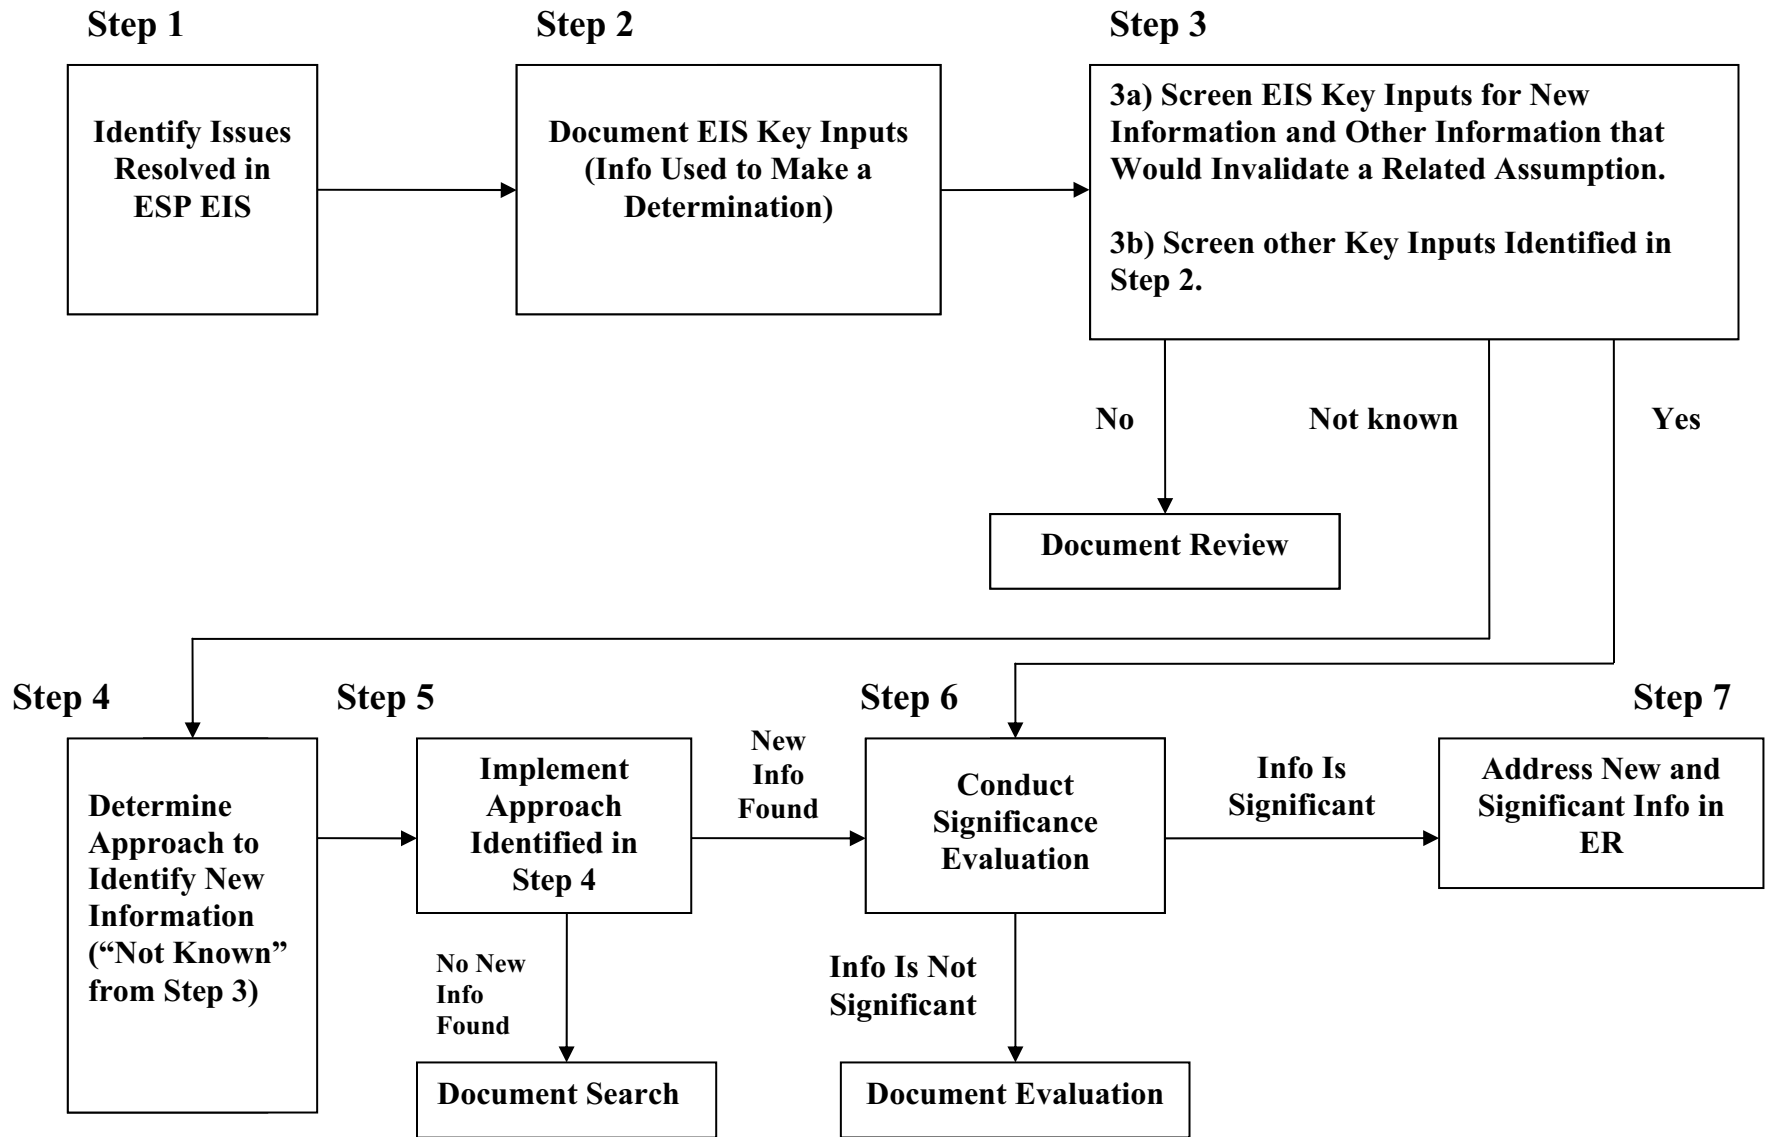 Step 1
Step 2
Step 3
Identify Issues
Resolved in
ESP EIS
Document EIS Key Inputs
(Info Used to Make a
Determination)
3a) Screen EIS Key Inputs for New
Information and Other Information that
Would Invalidate a Related Assumption.
3b) Screen other Key Inputs Identified in
Step 2.
No
Not known
Yes
Document Review
Step 4
Step 5
Step 6
Step 7
Determine
Approach to
Identify New
Information
(“Not Known”
from Step 3)
Implement
Approach
Identified in
Step 4
New
Info
Found
Conduct
Significance
Evaluation
Info Is
Significant
Address New and
Significant Info in
ER
No New
Info
Found
Info Is Not
Significant
Document Search
Document Evaluation